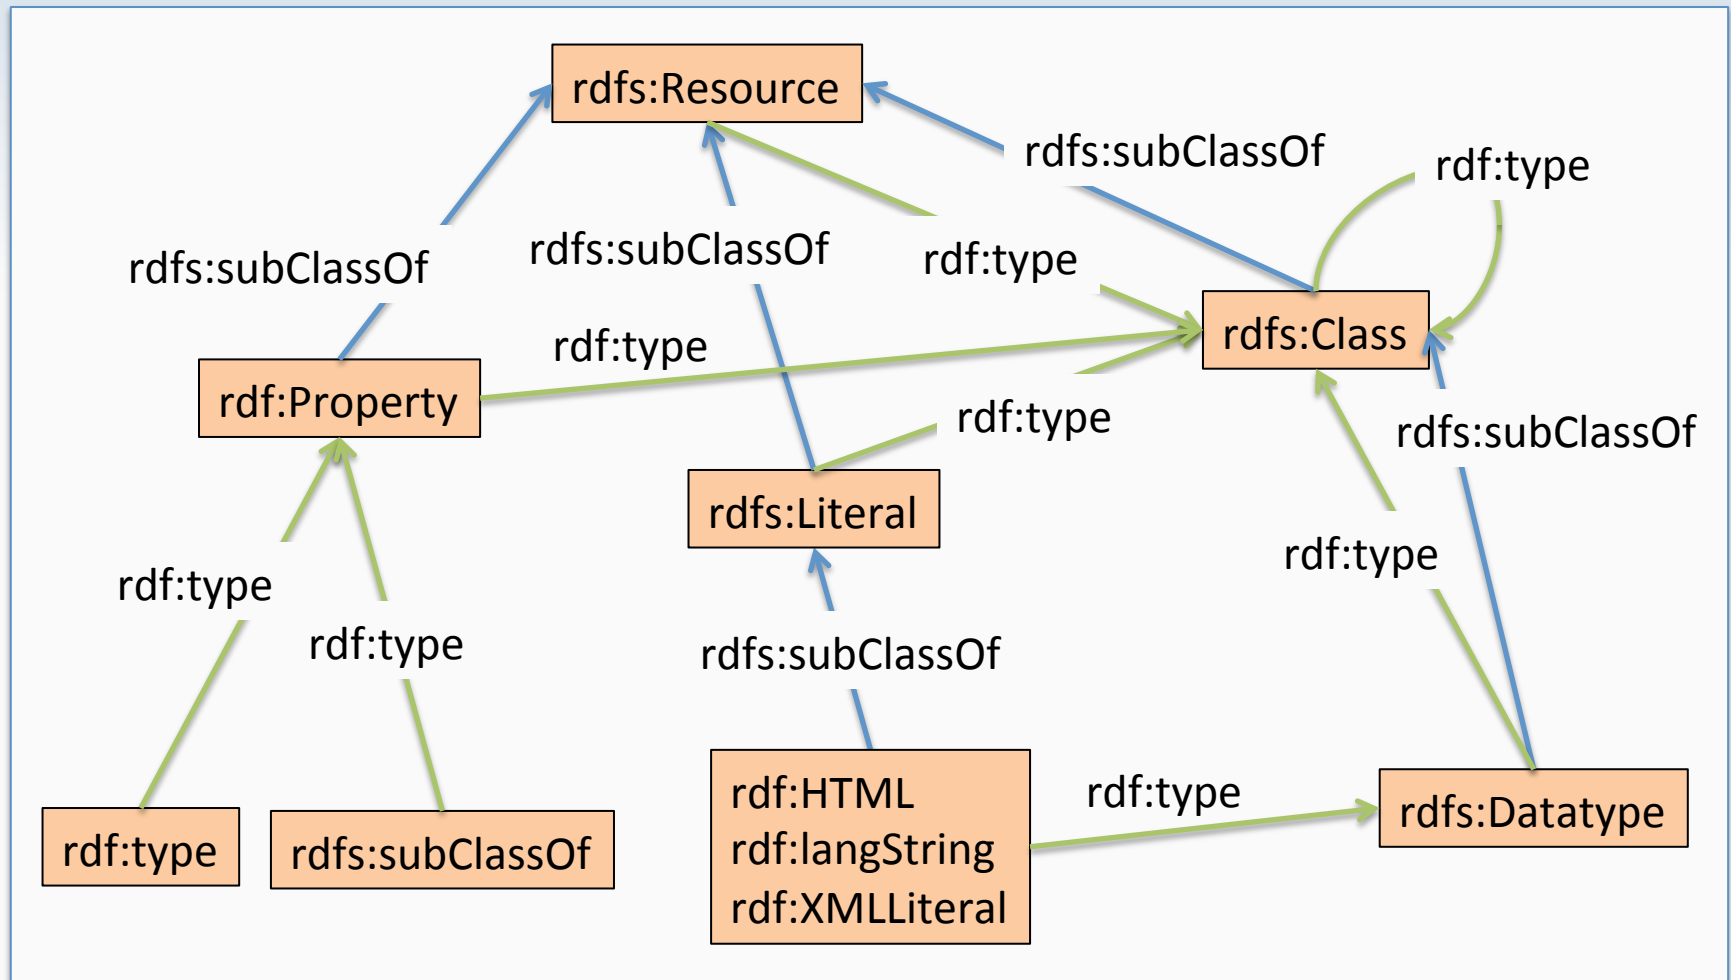 rdfs:Resource
rdfs:subClassOf
rdf:type
rdfs:subClassOf
rdfs:subClassOf
rdf:type
rdfs:Class
rdf:type
rdf:Property
rdf:type
rdfs:subClassOf
rdfs:Literal
rdf:type
rdf:type
rdf:type
rdfs:subClassOf
rdf:HTML
rdf:langString
rdf:XMLLiteral
rdf:type
rdfs:Datatype
rdf:type
rdfs:subClassOf